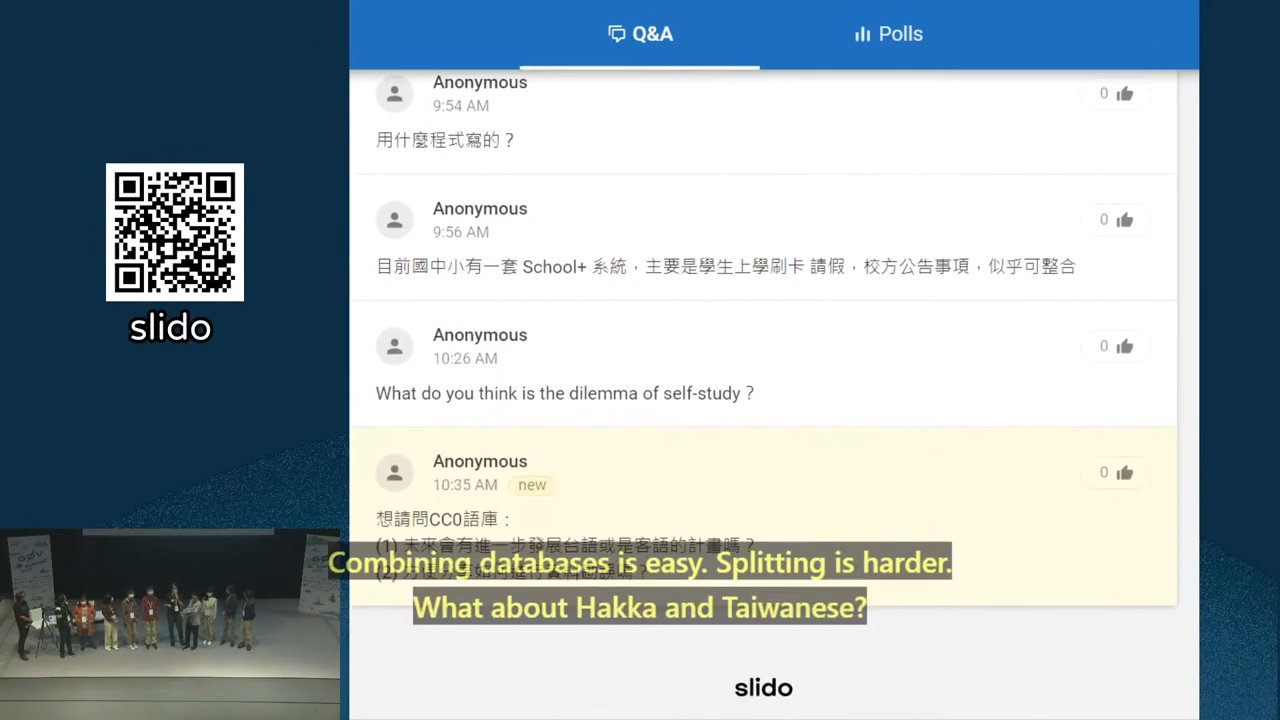 Q&A
Polls
Anonymous
9:54 AM
0
用什麼程式寫的？
Anonymous
9:56 AM
0
目前國中小有一套 School+ 系統，主要是學生上學刷卡 請假，校方公告事項，似乎可整合
Anonymous
10:26 AM
0
What do you think is the dilemma of self-study？
Anonymous
10:35 AM
new
0
想請問CC0語庫：
(1) 未來會有進一步發展台語或是客語的計畫嗎？
Combining databases is easy. Splitting is harder.
What about Hakka and Taiwanese?
slido
slido